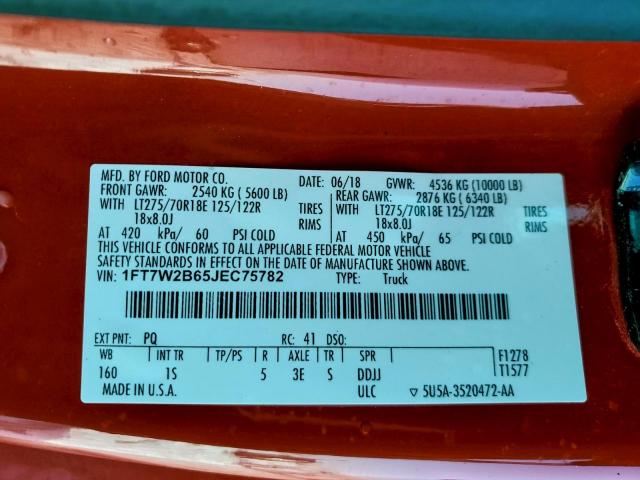 MFD. BY FORD MOTOR CO. DATE: 06/18 GVWR: 4536 KG (10000 LB)
FRONT GAWR: 2540 KG ( 5600 LB) REAR GAWR: 2876 KG ( 6340 LB)
WITH LT275/70R18E 125/122R TIRES WITH LT275/70R18E 125/122R TIRES
18x8.0J RIMS 18x8.0J RIMS
AT 420 kPa/ 60 PSI COLD AT 450 kPa/ 65 PSI COLD
THIS VEHICLE CONFORMS TO ALL APPLICABLE FEDERAL MOTOR VEHICLE
SAFETY STANDARDS IN EFFECT ON THE DATE OF MANUFACTURE SHOWN ABOVE.
VIN: 1FT7W2B65JEC75782 TYPE: Truck
EXT PNT: PQ RC: 41 DSO:
WB INT TR TP/PS R AXLE TR SPR F1278
160 1S 5 3E S DDJJ T1577
MADE IN U.S.A. ULC ▽ 5U5A-3520472-AA